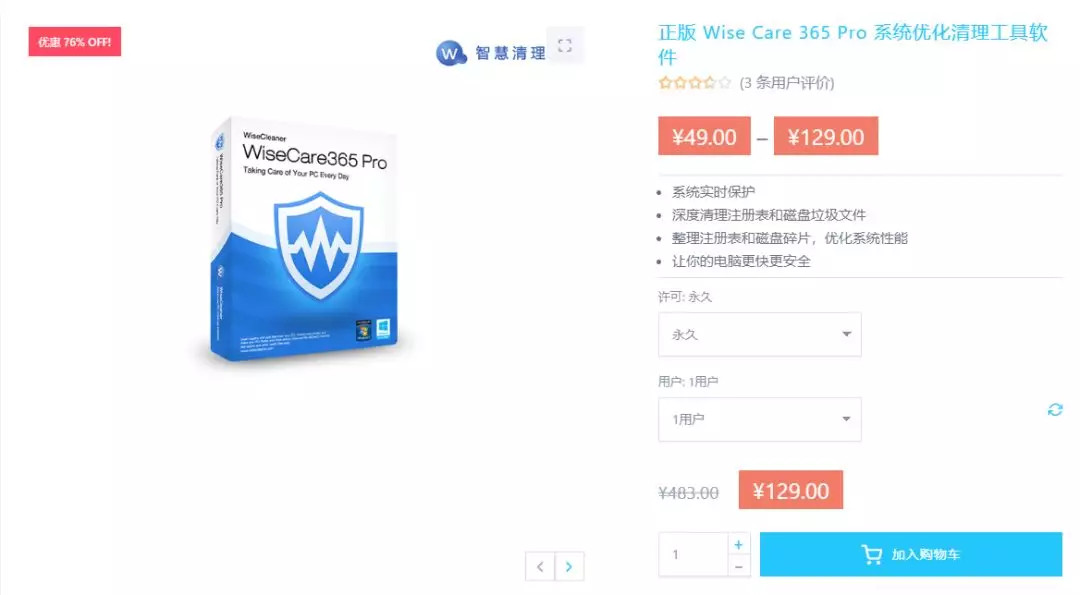 优惠 76% OFF!
智慧清理
WiseCleaner
WiseCare365 Pro
Taking Care of Your PC Every Day
WiseCare365 Pro
正版 Wise Care 365 Pro 系统优化清理工具软
件
(3 条用户评价)
¥49.00 – ¥129.00
系统实时保护
深度清理注册表和磁盘垃圾文件
整理注册表和磁盘碎片，优化系统性能
让你的电脑更快更安全
许可: 永久
永久
用户: 1用户
1用户
¥483.00 ¥129.00
1
+
−
加入购物车